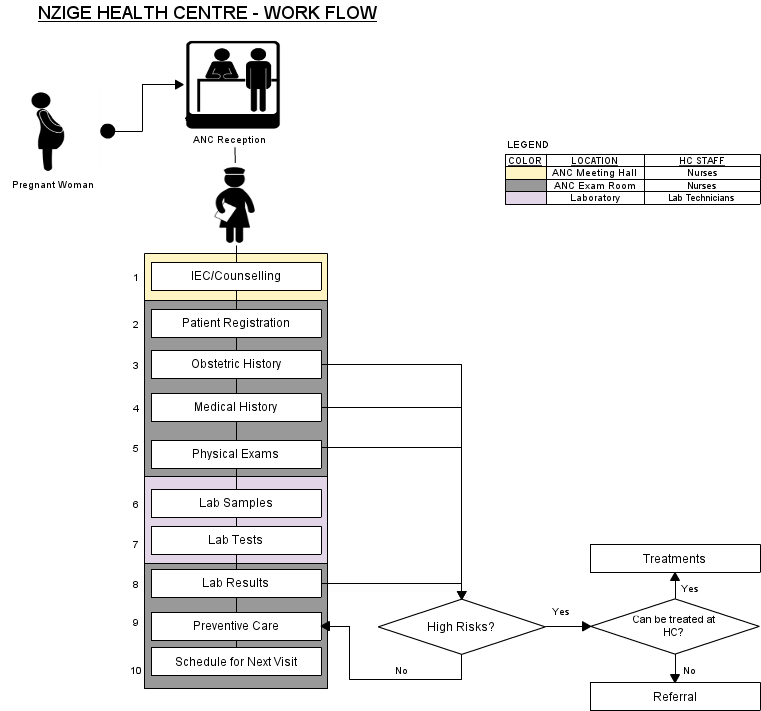 NZIGE HEALTH CENTRE - WORK FLOW
ANC Reception
Pregnant Woman
LEGEND
COLOR LOCATION HC STAFF
ANC Meeting Hall Nurses
ANC Exam Room Nurses
Laboratory Lab Technicians
1 IEC/Counselling
2 Patient Registration
3 Obstetric History
4 Medical History
5 Physical Exams
6 Lab Samples
7 Lab Tests
8 Lab Results
9 Preventive Care
10 Schedule for Next Visit
High Risks?
Yes
No
Can be treated at
HC?
Yes
Treatments
No
Referral